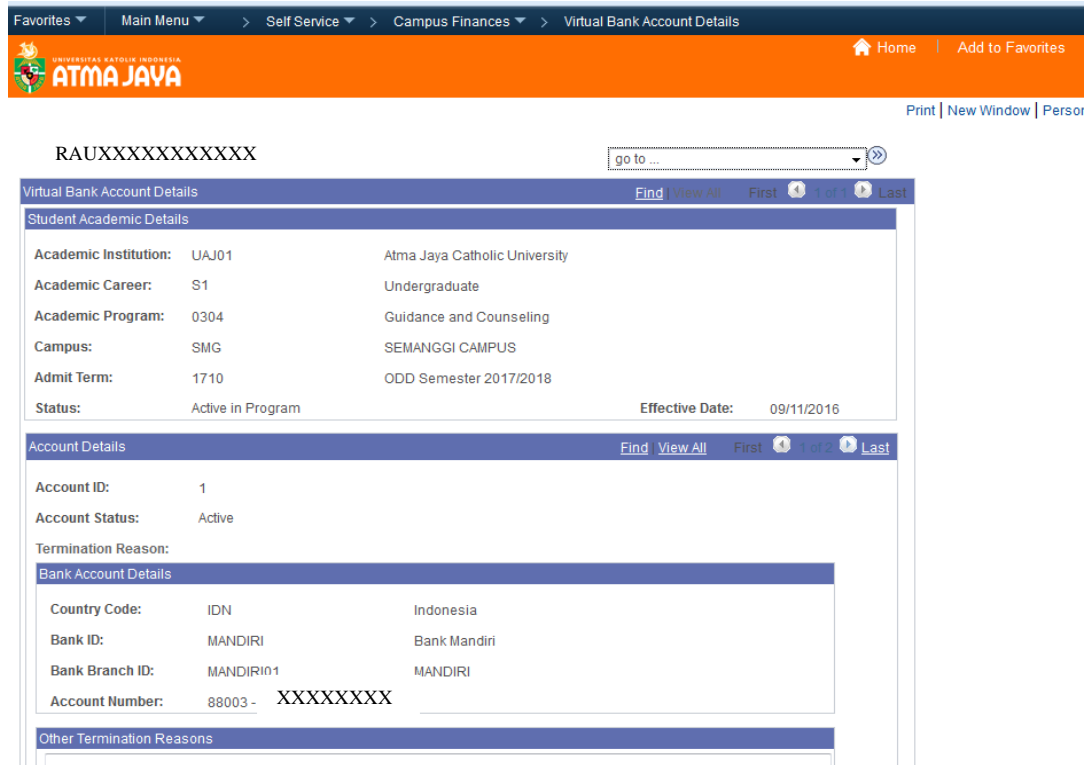 Favorites Main Menu > Self Service > Campus Finances > Virtual Bank Account Details
UNIVERSITAS KATOLIK INDONESIA
ATMA JAYA
Home | Add to Favorites
Print | New Window | Person
RAUXXXXXXXXXXX
go to ...
Virtual Bank Account Details Find | View All First 1 of 1 Last
Student Academic Details
Academic Institution: UAJ01 Atma Jaya Catholic University
Academic Career: S1 Undergraduate
Academic Program: 0304 Guidance and Counseling
Campus: SMG SEMANGGI CAMPUS
Admit Term: 1710 ODD Semester 2017/2018
Status: Active in Program Effective Date: 09/11/2016
Account Details Find | View All First 1 of 2 Last
Account ID: 1
Account Status: Active
Termination Reason:
Bank Account Details
Country Code: IDN Indonesia
Bank ID: MANDIRI Bank Mandiri
Bank Branch ID: MANDIRI01 MANDIRI
Account Number: 88003 - XXXXXXXX
Other Termination Reasons